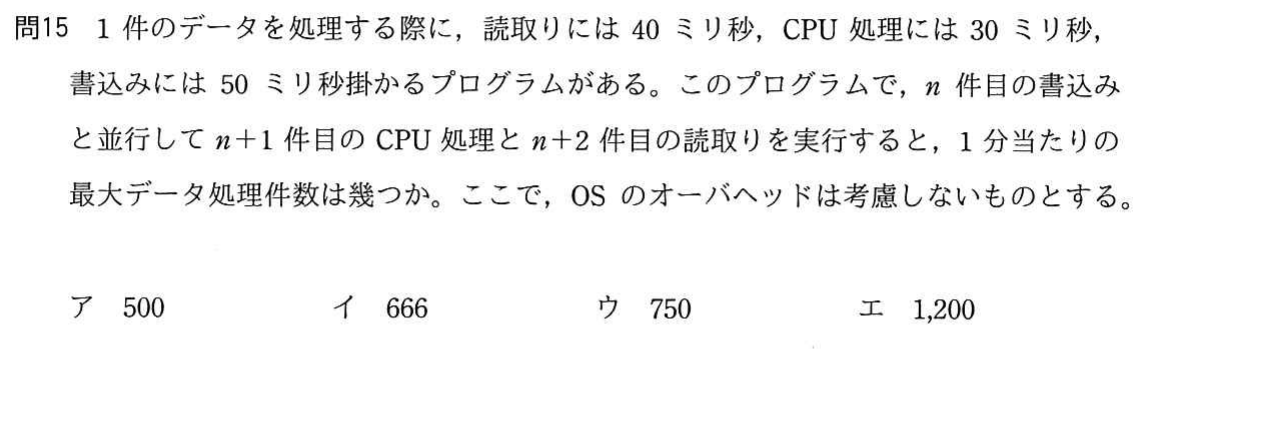 問15 1 件のデータを処理する際に，読取りには 40 ミリ秒，CPU 処理には 30 ミリ秒，
書込みには 50 ミリ秒掛かるプログラムがある。このプログラムで，n 件目の書込み
と並行して n+1 件目の CPU 処理と n+2 件目の読取りを実行すると，1 分当たりの
最大データ処理件数は幾つか。ここで，OS のオーバヘッドは考慮しないものとする。
ア 500 イ 666 ウ 750 エ 1,200